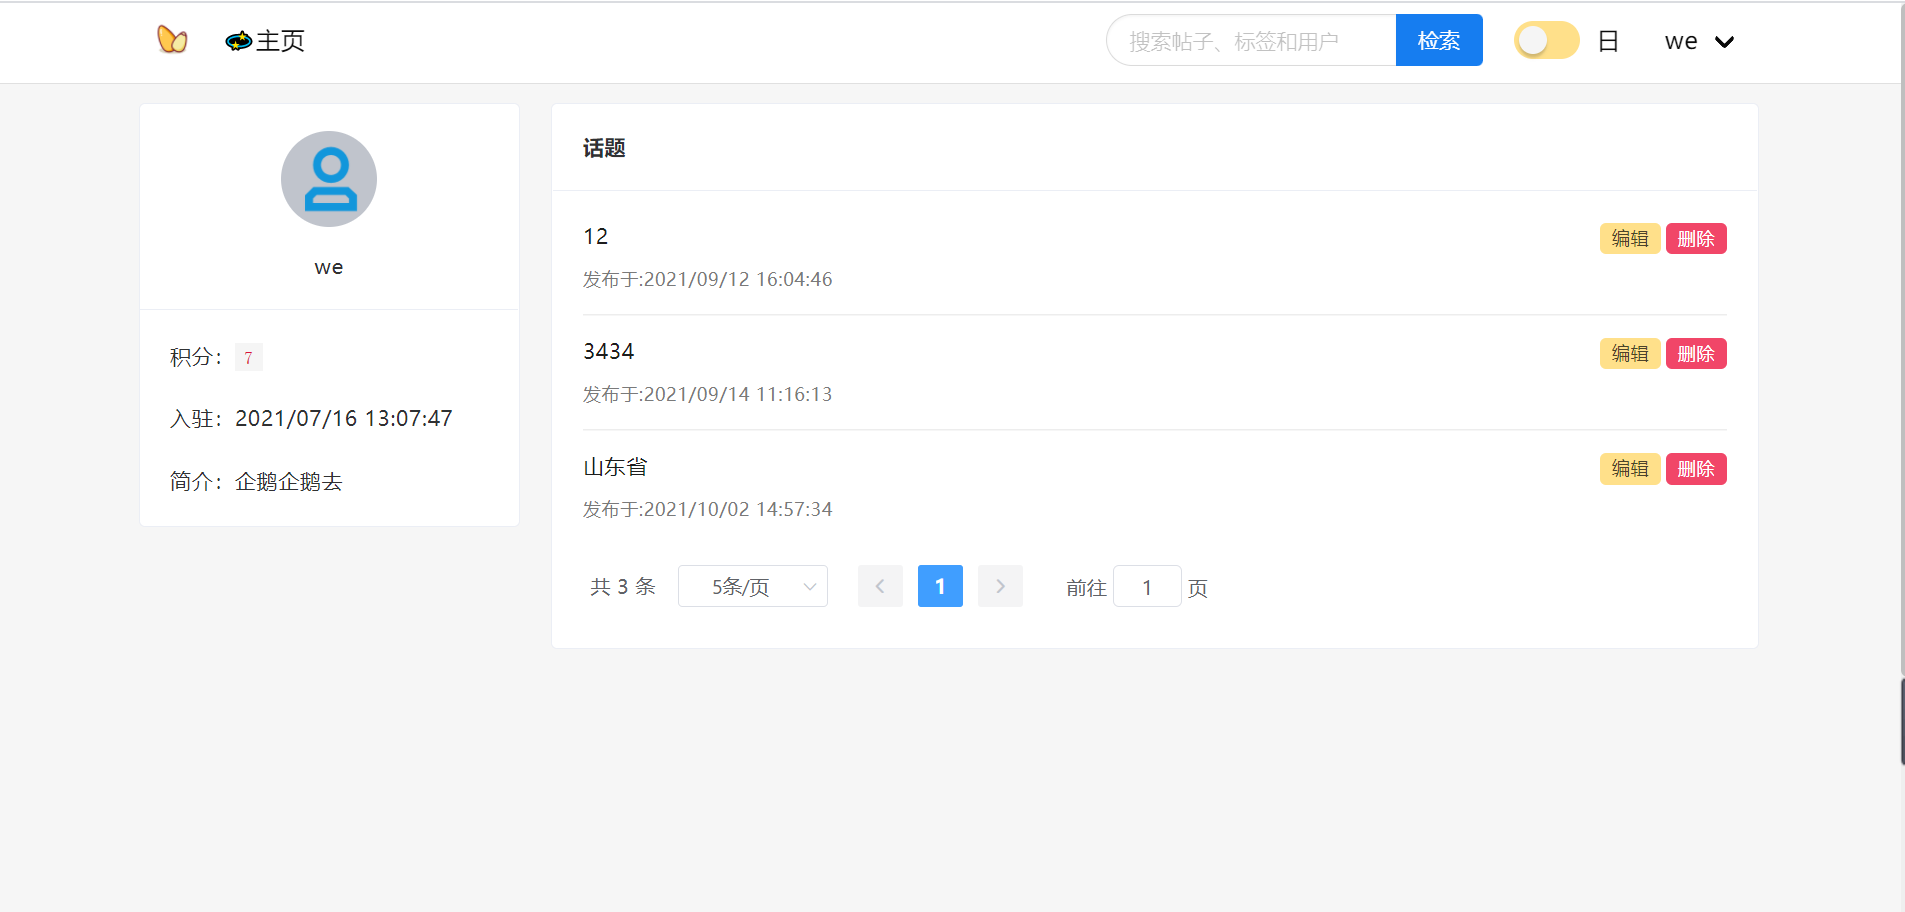 主页
搜索帖子、标签和用户
检索
日
we
we
积分：7
入驻：2021/07/16 13:07:47
简介：企鹅企鹅去
话题
12
编辑 删除
发布于:2021/09/12 16:04:46
3434
编辑 删除
发布于:2021/09/14 11:16:13
山东省
编辑 删除
发布于:2021/10/02 14:57:34
共 3 条 5条/页 1 前往 1 页